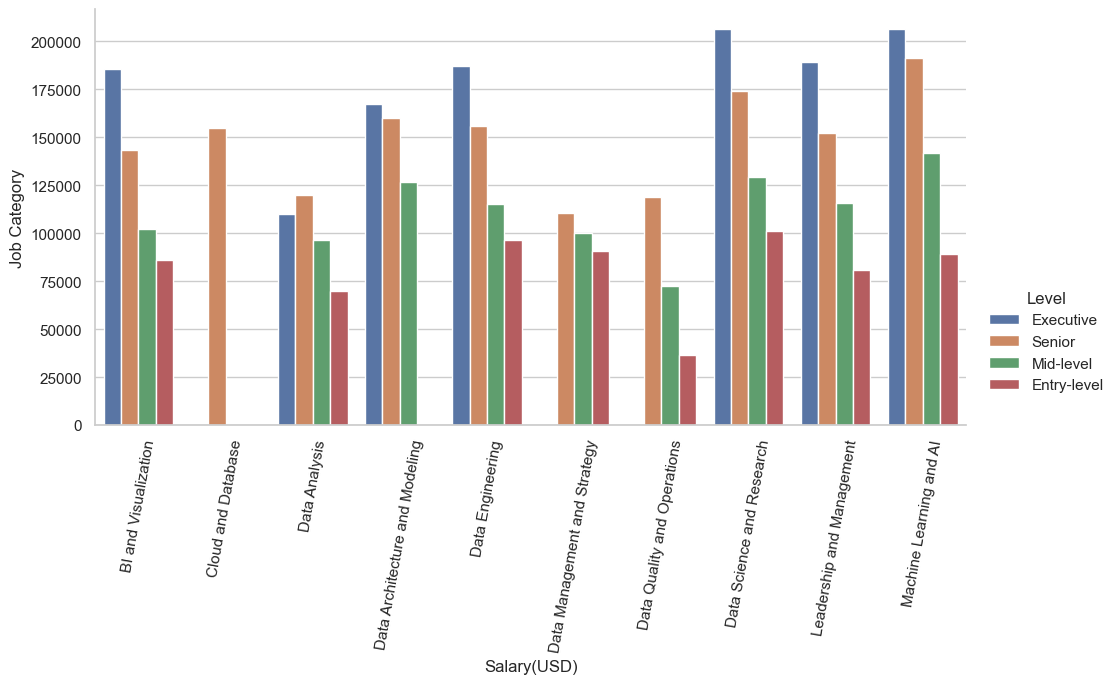 200000
175000
150000
125000
100000
75000
50000
25000
0
Job Category
BI and Visualization
Cloud and Database
Data Analysis
Data Architecture and Modeling
Data Engineering
Data Management and Strategy
Data Quality and Operations
Data Science and Research
Leadership and Management
Machine Learning and AI
Salary(USD)
Level
Executive
Senior
Mid-level
Entry-level